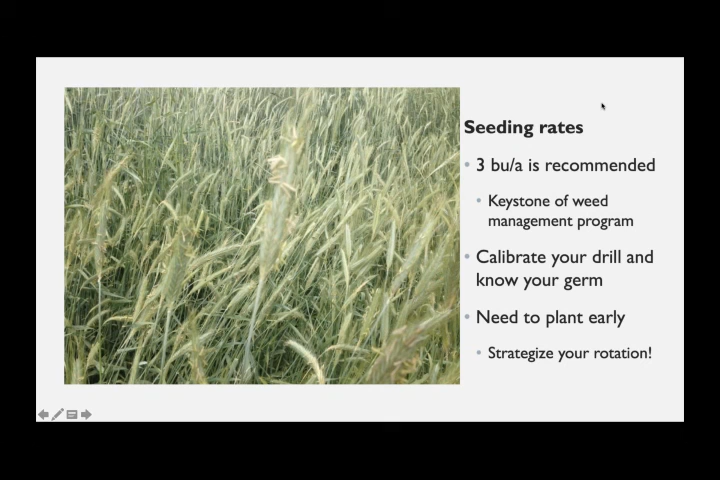 Seeding rates
• 3 bu/a is recommended
• Keystone of weed
management program
• Calibrate your drill and
know your germ
• Need to plant early
• Strategize your rotation!